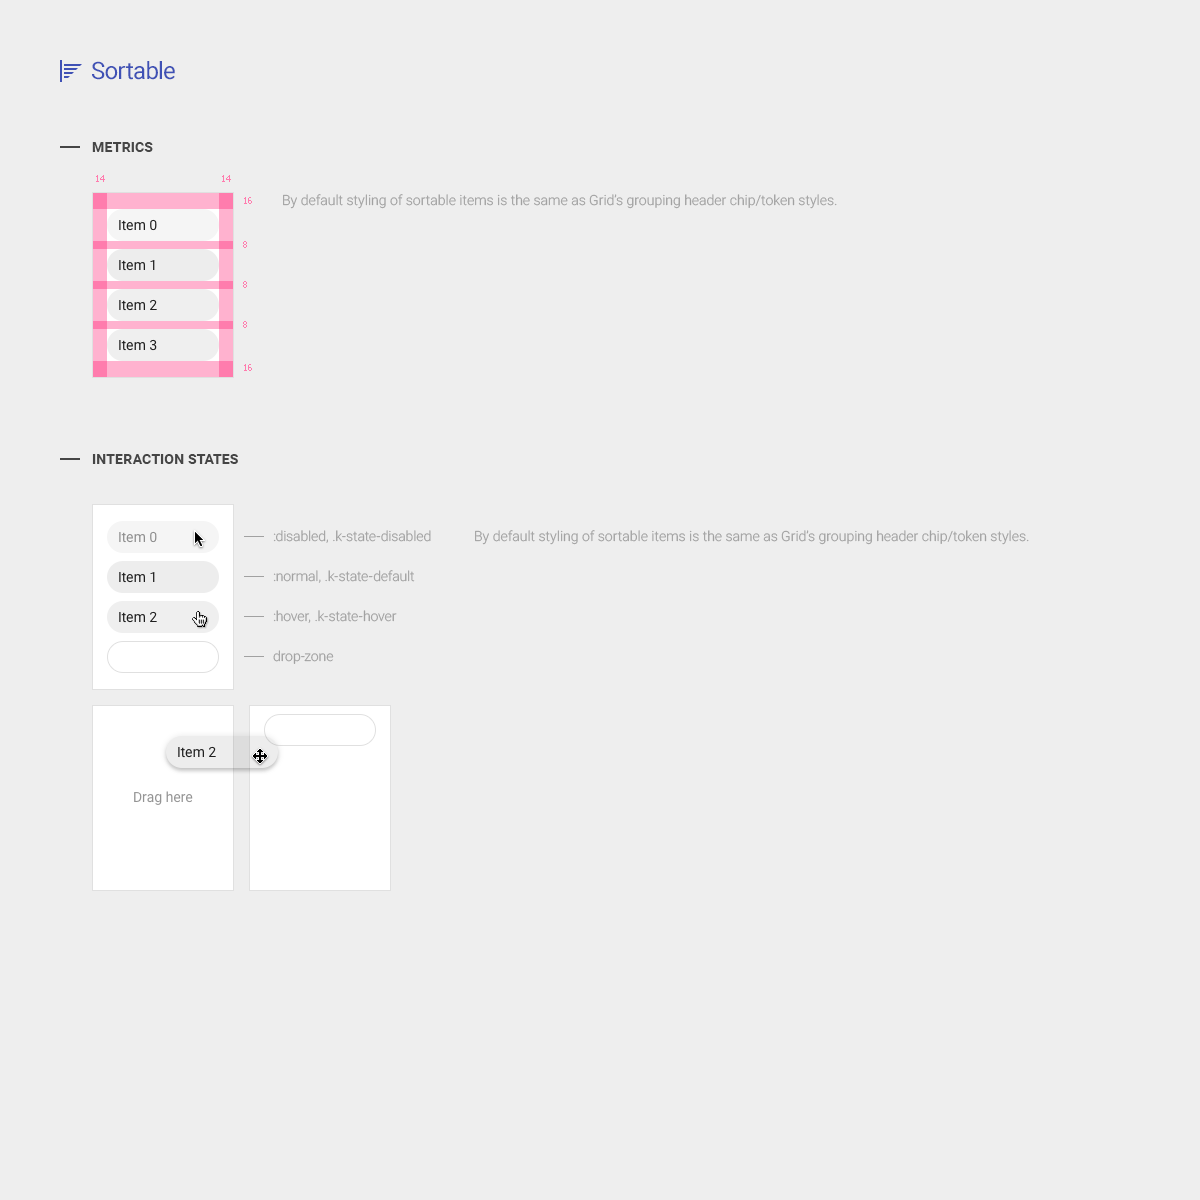 Sortable
METRICS
14 14
16 By default styling of sortable items is the same as Grid's grouping header chip/token styles.
Item 0
8
Item 1
8
Item 2
8
Item 3
16
INTERACTION STATES
Item 0 :disabled, .k-state-disabled By default styling of sortable items is the same as Grid's grouping header chip/token styles.
Item 1 :normal, .k-state-default
Item 2 :hover, .k-state-hover
drop-zone
Item 2
Drag here